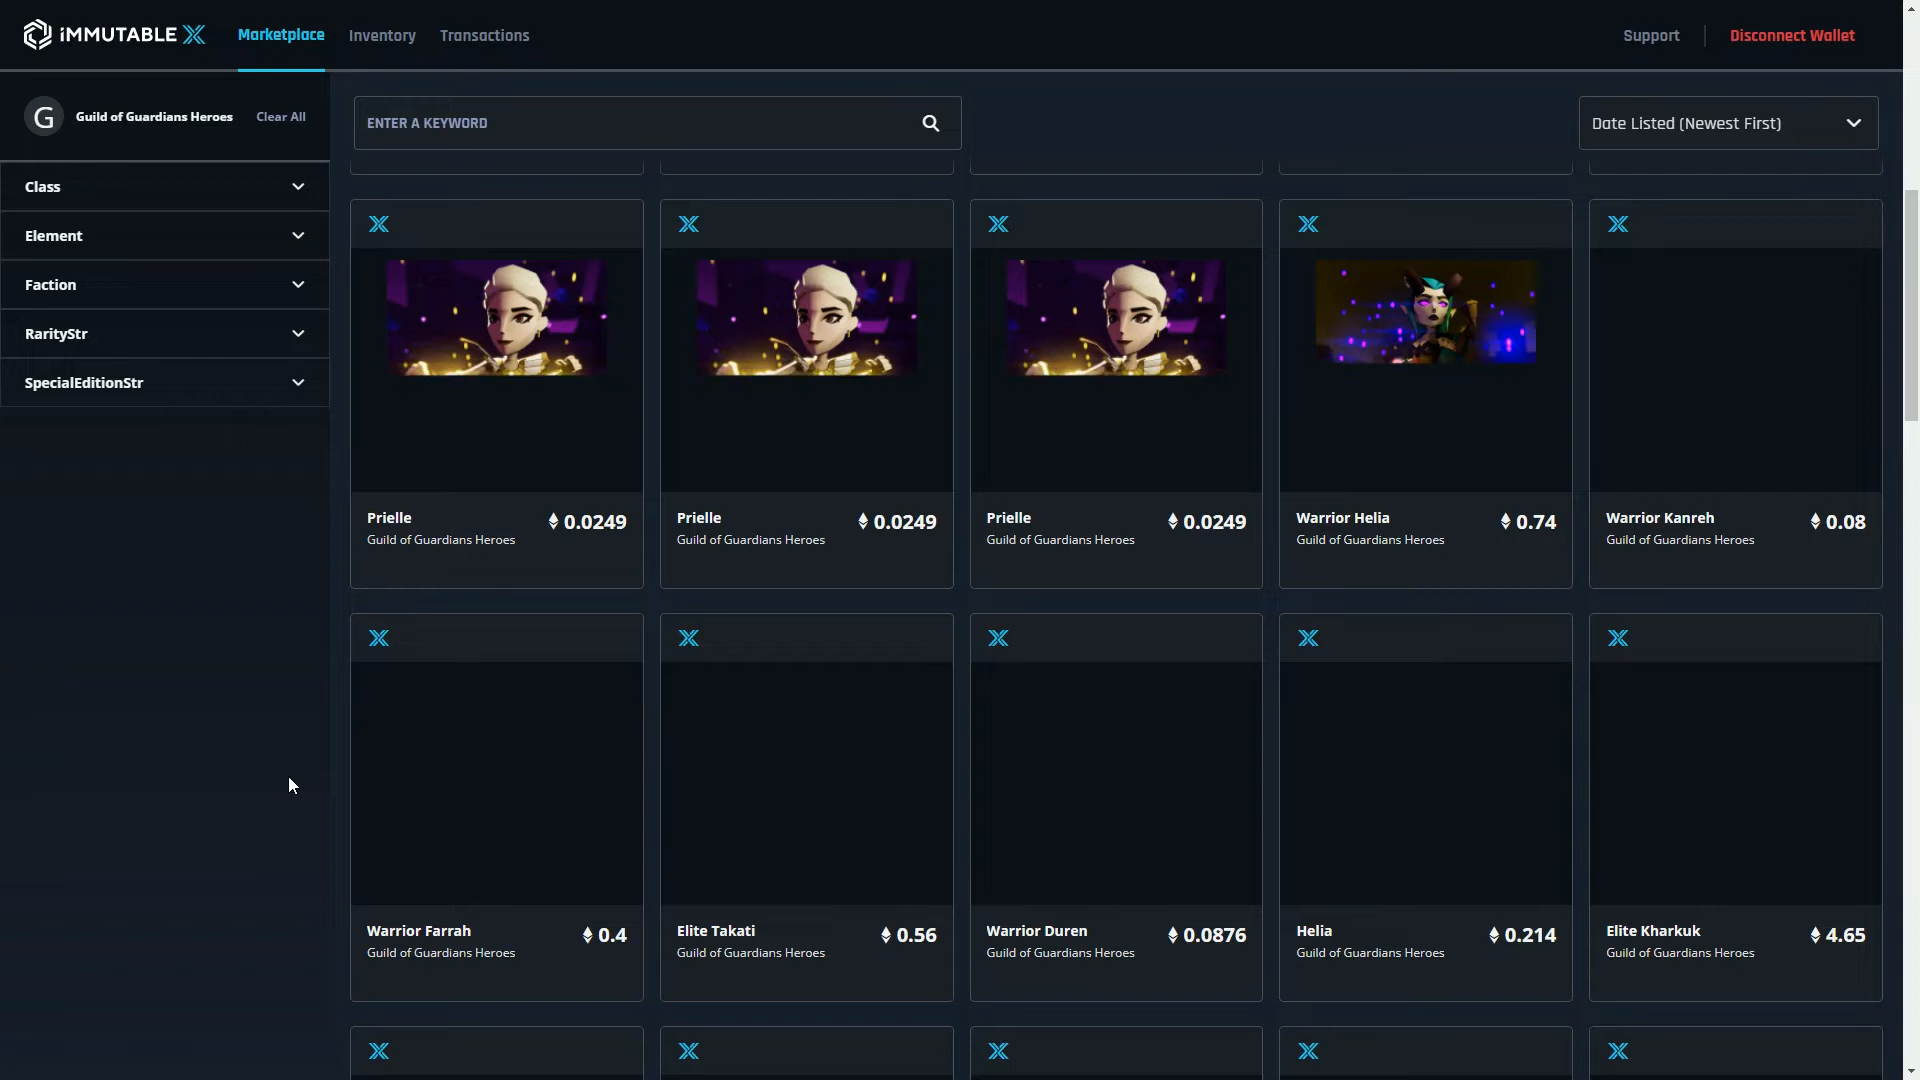 IMMUTABLE X
Marketplace
Inventory
Transactions
Support
Disconnect Wallet
G
Guild of Guardians Heroes
Clear All
ENTER A KEYWORD
Date Listed (Newest First)
Class
Element
Faction
RarityStr
SpecialEditionStr
Prielle
0.0249
Guild of Guardians Heroes
Prielle
0.0249
Guild of Guardians Heroes
Prielle
0.0249
Guild of Guardians Heroes
Warrior Helia
0.74
Guild of Guardians Heroes
Warrior Kanreh
0.08
Guild of Guardians Heroes
Warrior Farrah
0.4
Guild of Guardians Heroes
Elite Takati
0.56
Guild of Guardians Heroes
Warrior Duren
0.0876
Guild of Guardians Heroes
Helia
0.214
Guild of Guardians Heroes
Elite Kharkuk
4.65
Guild of Guardians Heroes